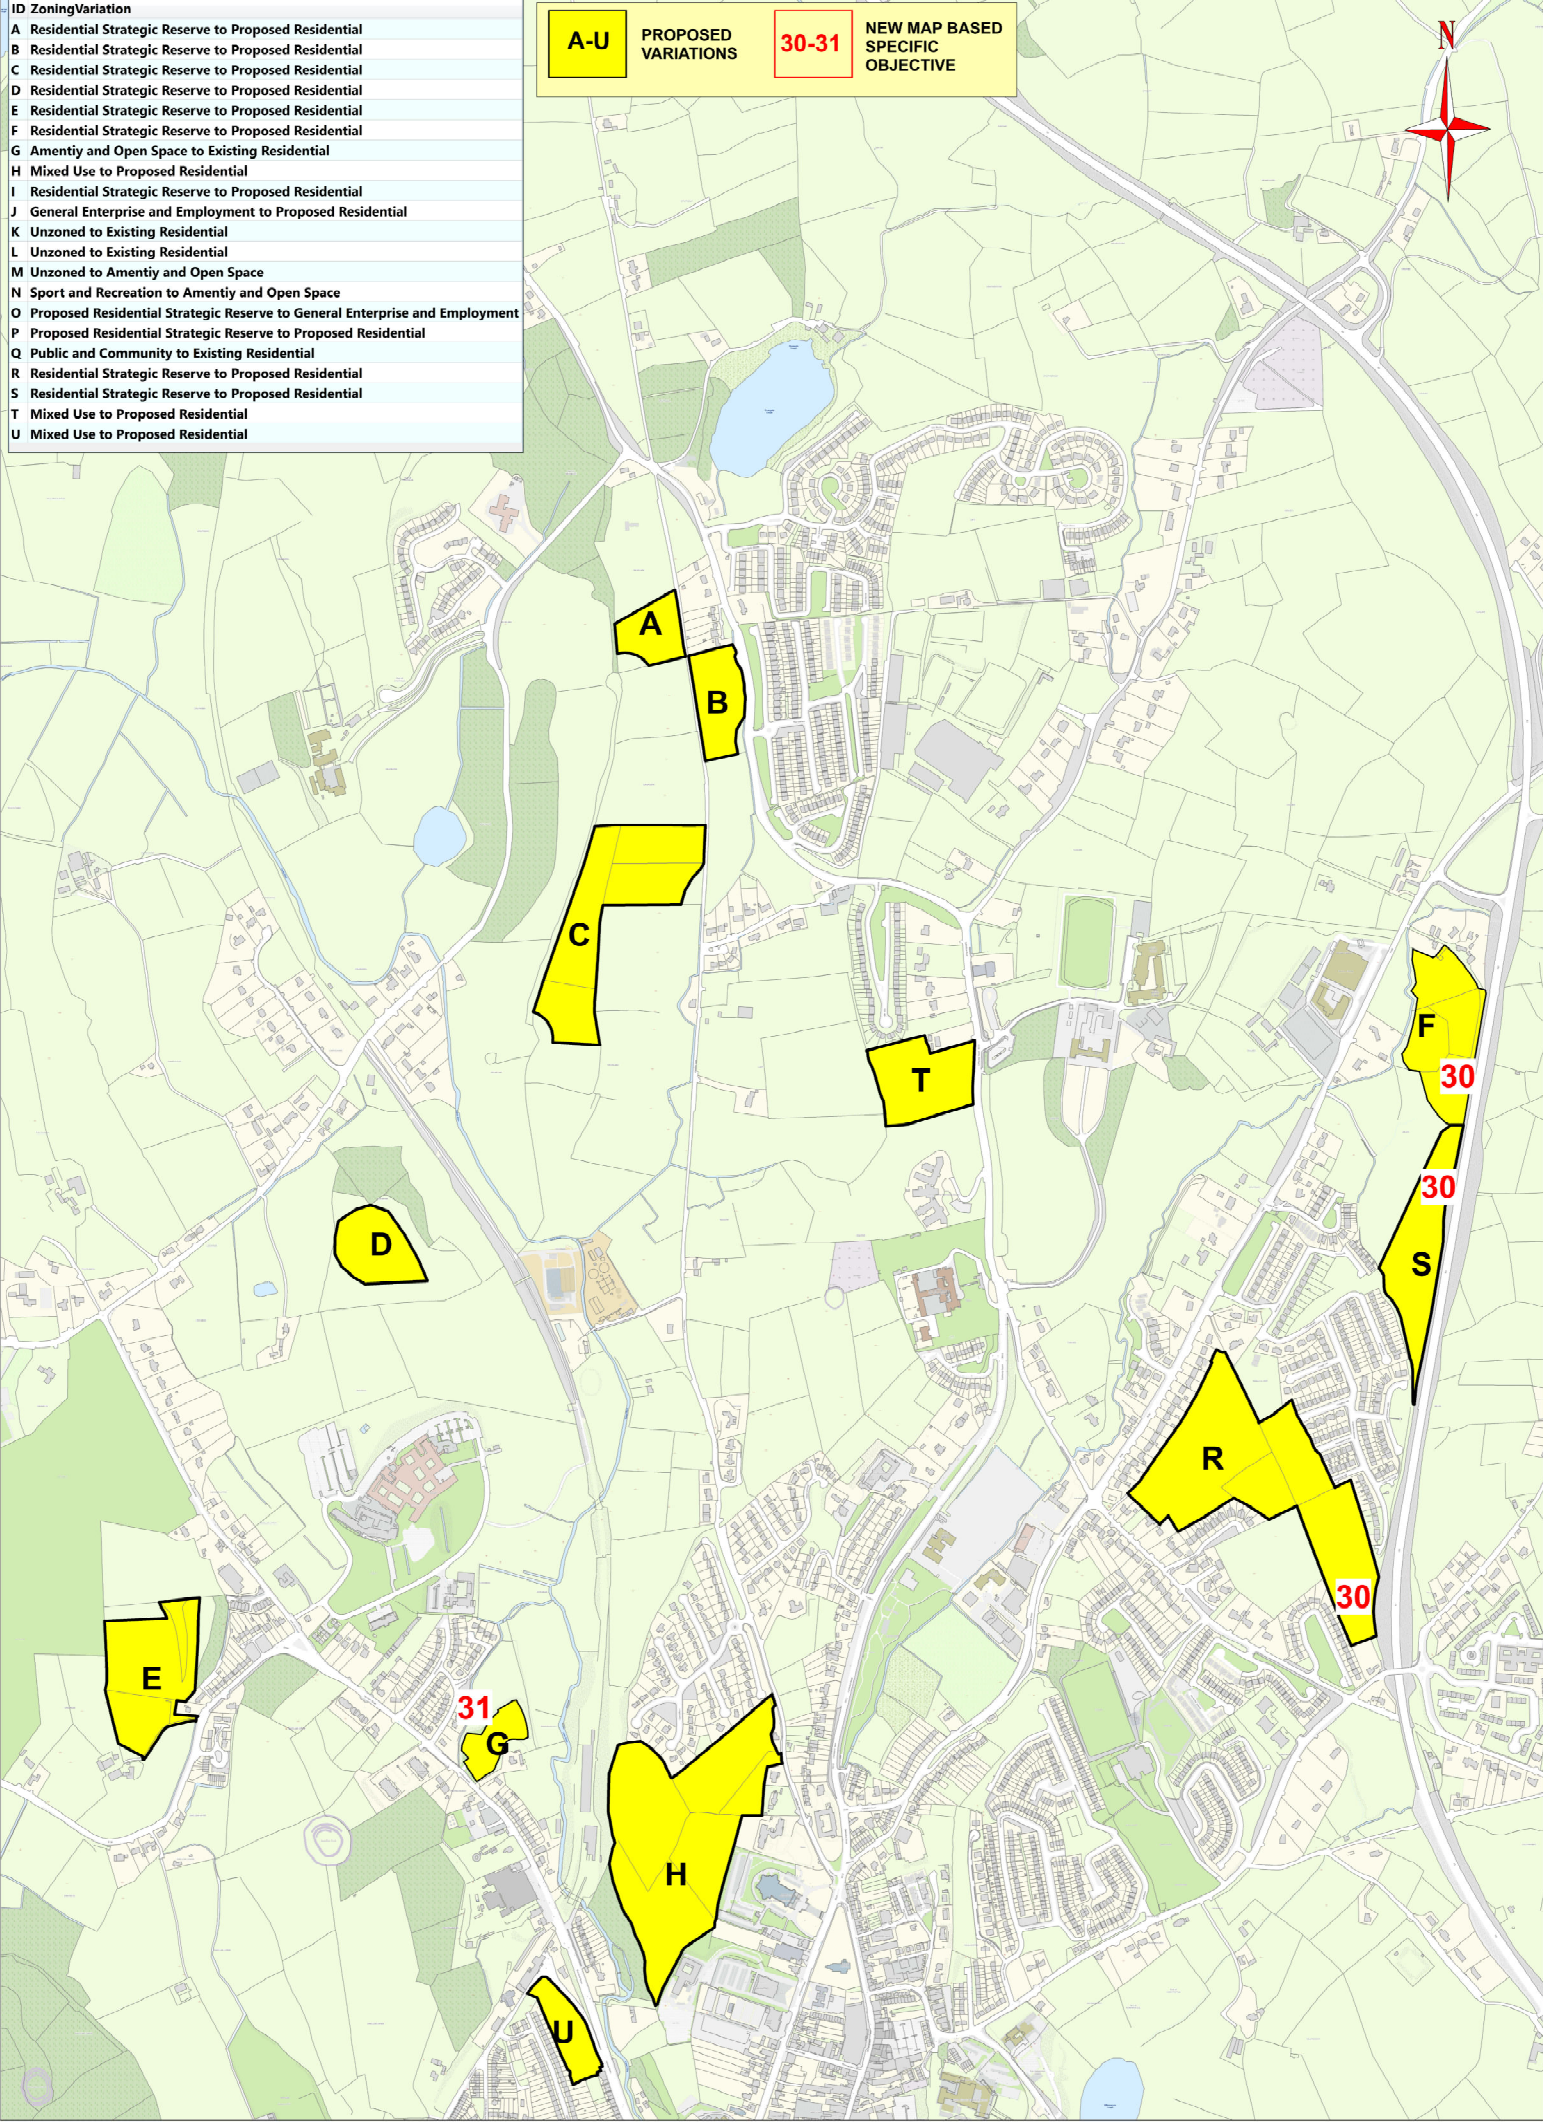 ID ZoningVariation
A Residential Strategic Reserve to Proposed Residential
B Residential Strategic Reserve to Proposed Residential
C Residential Strategic Reserve to Proposed Residential
D Residential Strategic Reserve to Proposed Residential
E Residential Strategic Reserve to Proposed Residential
F Residential Strategic Reserve to Proposed Residential
G Amentiy and Open Space to Existing Residential
H Mixed Use to Proposed Residential
I Residential Strategic Reserve to Proposed Residential
J General Enterprise and Employment to Proposed Residential
K Unzoned to Existing Residential
L Unzoned to Existing Residential
M Unzoned to Amentiy and Open Space
N Sport and Recreation to Amentiy and Open Space
O Proposed Residential Strategic Reserve to General Enterprise and Employment
P Proposed Residential Strategic Reserve to Proposed Residential
Q Public and Community to Existing Residential
R Residential Strategic Reserve to Proposed Residential
S Residential Strategic Reserve to Proposed Residential
T Mixed Use to Proposed Residential
U Mixed Use to Proposed Residential
A-U
PROPOSED
VARIATIONS
30-31
NEW MAP BASED
SPECIFIC
OBJECTIVE
N
A
B
C
F
30
T
30
D
S
R
30
E
31
G
H
U